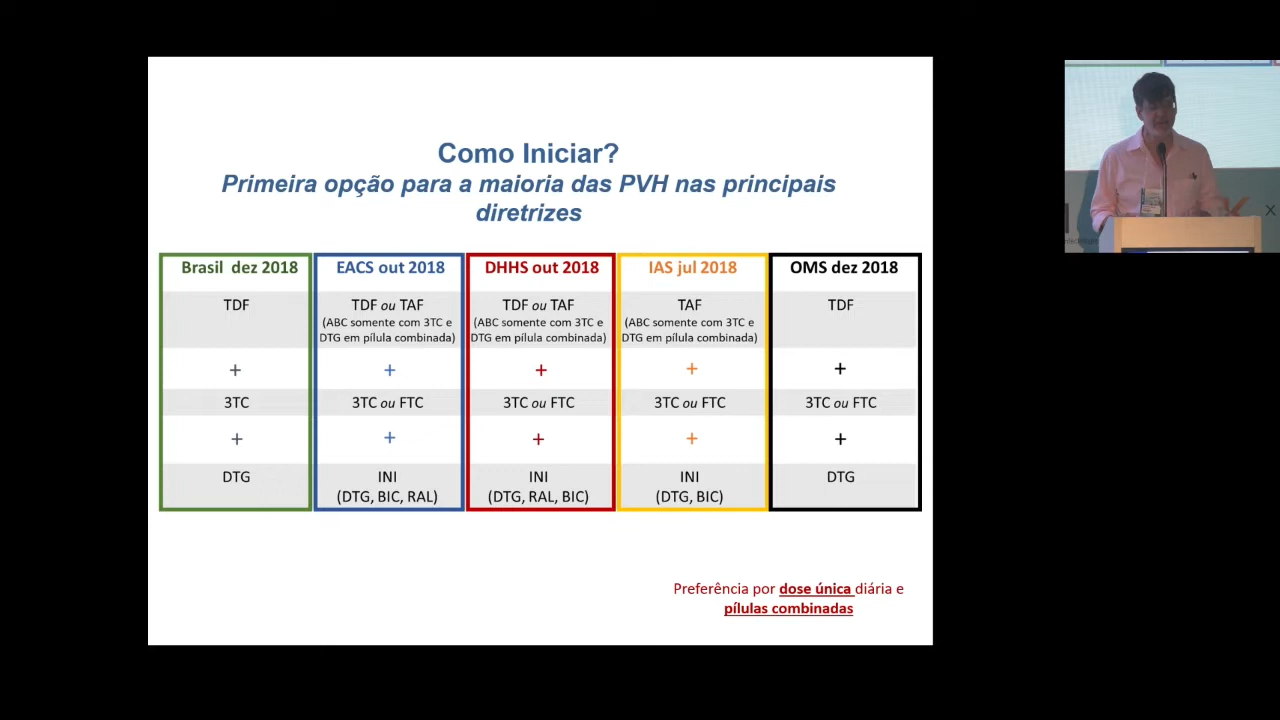 Como Iniciar?
Primeira opção para a maioria das PVH nas principais
diretrizes
Brasil dez 2018
TDF
+
3TC
+
DTG
EACS out 2018
TDF ou TAF
(ABC somente com 3TC e
DTG em pílula combinada)
+
3TC ou FTC
+
INI
(DTG, BIC, RAL)
DHHS out 2018
TDF ou TAF
(ABC somente com 3TC e
DTG em pílula combinada)
+
3TC ou FTC
+
INI
(DTG, RAL, BIC)
IAS jul 2018
TAF
(ABC somente com 3TC e
DTG em pílula combinada)
+
3TC ou FTC
+
INI
(DTG, BIC)
OMS dez 2018
TDF
+
3TC ou FTC
+
DTG
Preferência por dose única diária e
pílulas combinadas